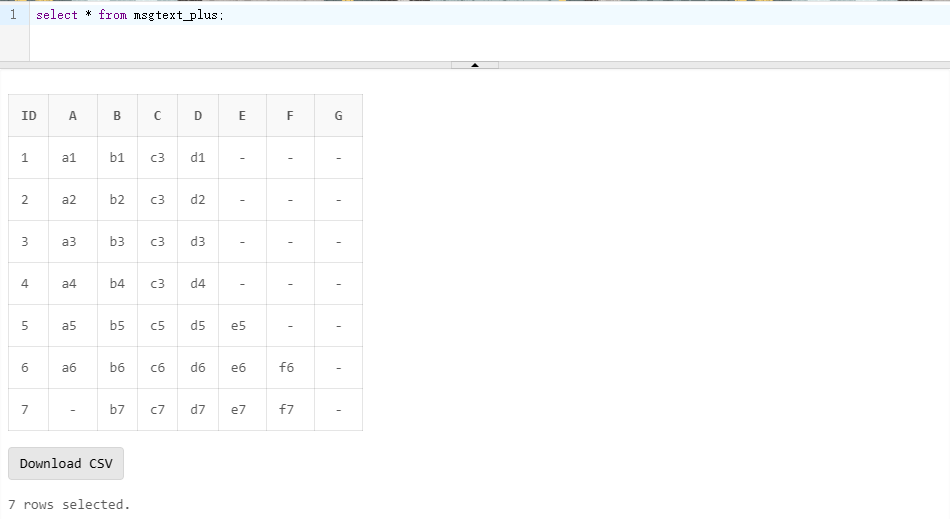 1 select * from msgtext_plus;
ID A B C D E F G
1 a1 b1 c3 d1 - - -
2 a2 b2 c3 d2 - - -
3 a3 b3 c3 d3 - - -
4 a4 b4 c3 d4 - - -
5 a5 b5 c5 d5 e5 - -
6 a6 b6 c6 d6 e6 f6 -
7 - b7 c7 d7 e7 f7 -
Download CSV
7 rows selected.